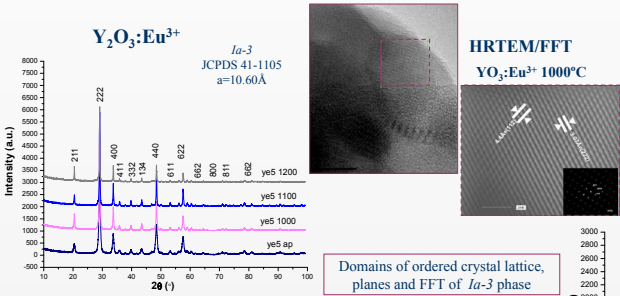 Y2O3:Eu3+
Ia-3
JCPDS 41-1105
a=10.60Å
Intensity (a.u.)
8000
7500
7000
6500
6000
5500
5000
4500
4000
3500
3000
2500
2000
1500
1000
500
0
-500
211
222
400
411
332
134
440
611
622
662
800
811
662
ye5 1200
ye5 1100
ye5 1000
ye5 ap
10 20 30 40 50 60 70 80 90 100
2θ (º)
HRTEM/FFT
YO3:Eu3+ 1000ºC
Domains of ordered crystal lattice,
planes and FFT of Ia-3 phase
3000
2800
2600
2400
2200